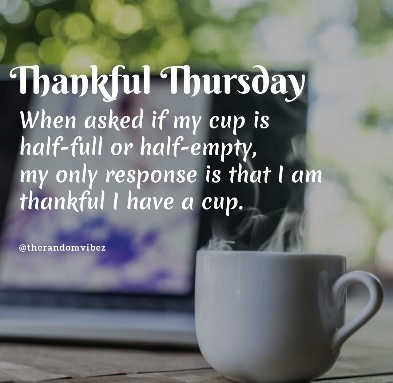 Thankful Thursday
When asked if my cup is
half-full or half-empty,
my only response is that I am
thankful I have a cup.
@therandomvibez